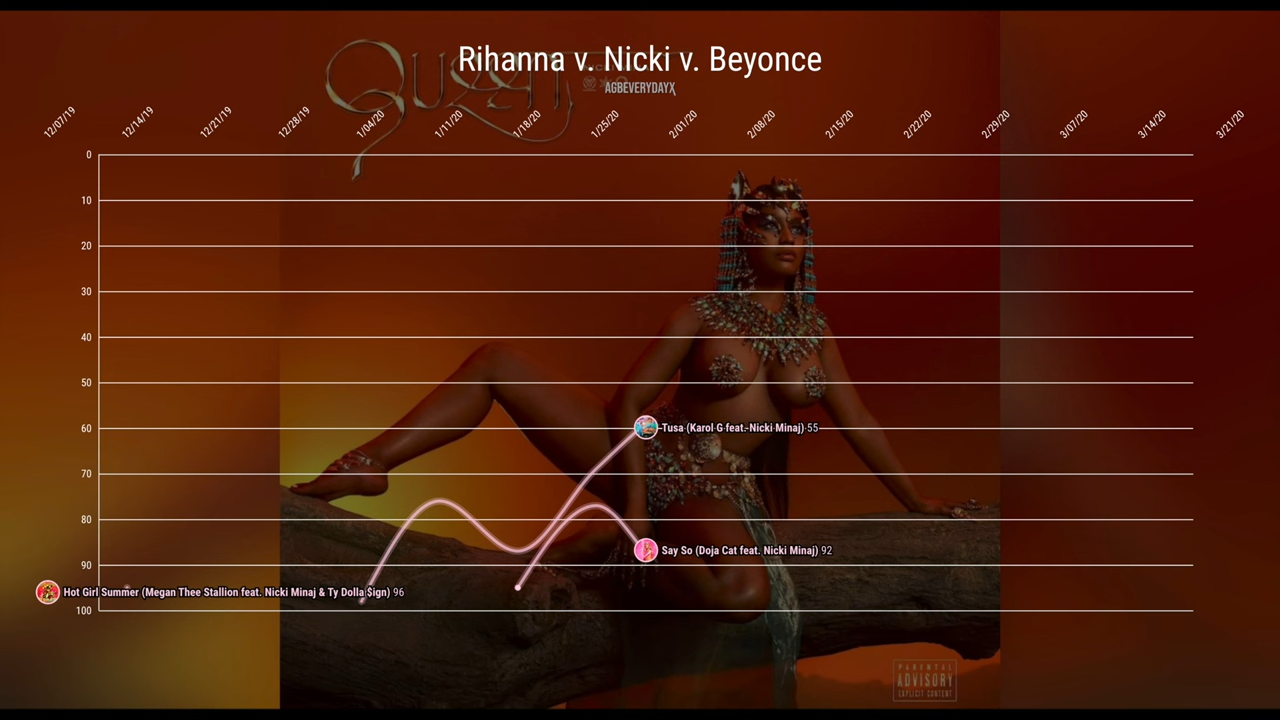 QUEEN
Rihanna v. Nicki v. Beyonce
AGBEVERYDAYX
12/07/19 12/14/19 12/21/19 12/28/19 1/04/20 1/11/20 1/18/20 1/25/20 2/01/20 2/08/20 2/15/20 2/22/20 2/29/20 3/07/20 3/14/20 3/21/20
0
10
20
30
40
50
60
Tusa (Karol G feat. Nicki Minaj) 55
70
80
Say So (Doja Cat feat. Nicki Minaj) 92
90
Hot Girl Summer (Megan Thee Stallion feat. Nicki Minaj & Ty Dolla $ign) 96
100
PARENTAL
ADVISORY
EXPLICIT CONTENT